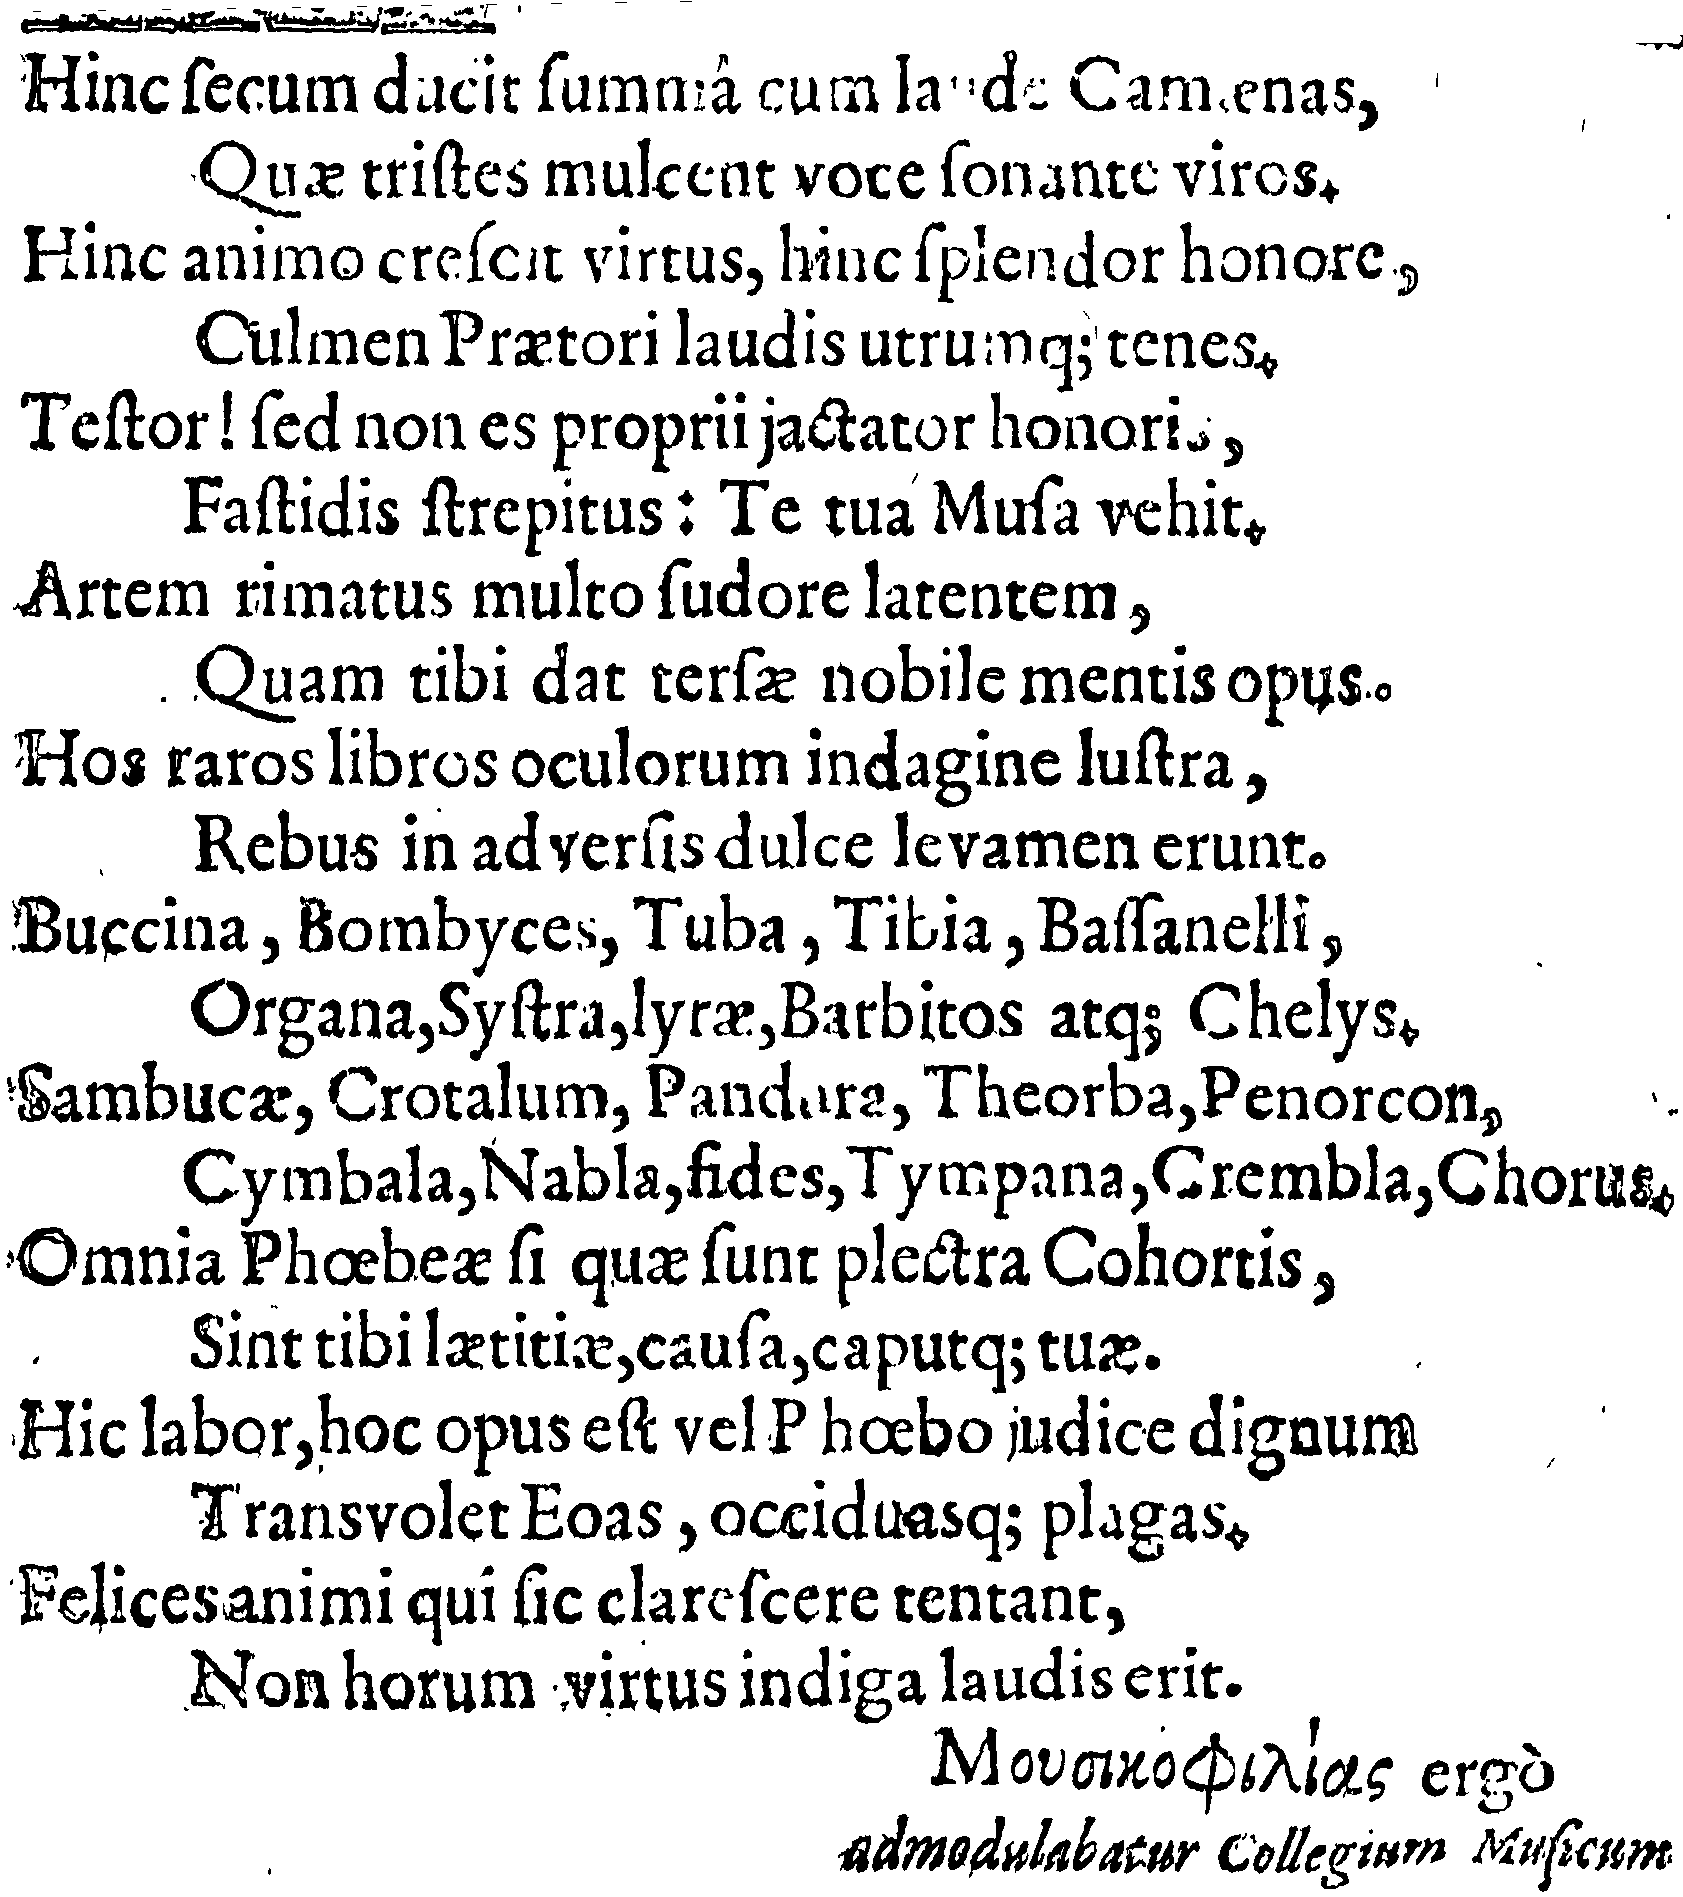 Hinc ſecum ducit ſummâ cum laude Camœnas,
Quæ triſtes mulcent voce ſonante viros.
Hinc animo creſcit virtus, hinc ſplendor honore,
Culmen Prætori laudis utrumq; tenes.
Teſtor! ſed non es proprii jactator honoris,
Faſtidis ſtrepitus: Te tua Muſa vehit.
Artem rimatus multo ſudore latentem,
Quam tibi dat terſæ nobile mentis opus.
Hos raros libros oculorum indagine luſtra,
Rebus in adverſis dulce levamen erunt.
Buccina, Bombyces, Tuba, Tibia, Baſſanelli,
Organa, Syſtra, lyræ, Barbitos atq; Chelys.
Sambucæ, Crotalum, Pandura, Theorba, Penorcon,
Cymbala, Nabla, fides, Tympana, Crembla, Chorus.
Omnia Phœbeæ ſi quæ ſunt plectra Cohortis,
Sint tibi lætitiæ, cauſa, caputq; tuæ.
Hic labor, hoc opus eſt vel Phœbo judice dignum
Transvolet Eoas, occiduasq; plagas.
Felices animi qui ſic clareſcere tentant,
Non horum virtus indiga laudis erit.
Μουσικοφιλίας ergò
admodulabatur Collegium Muſicum